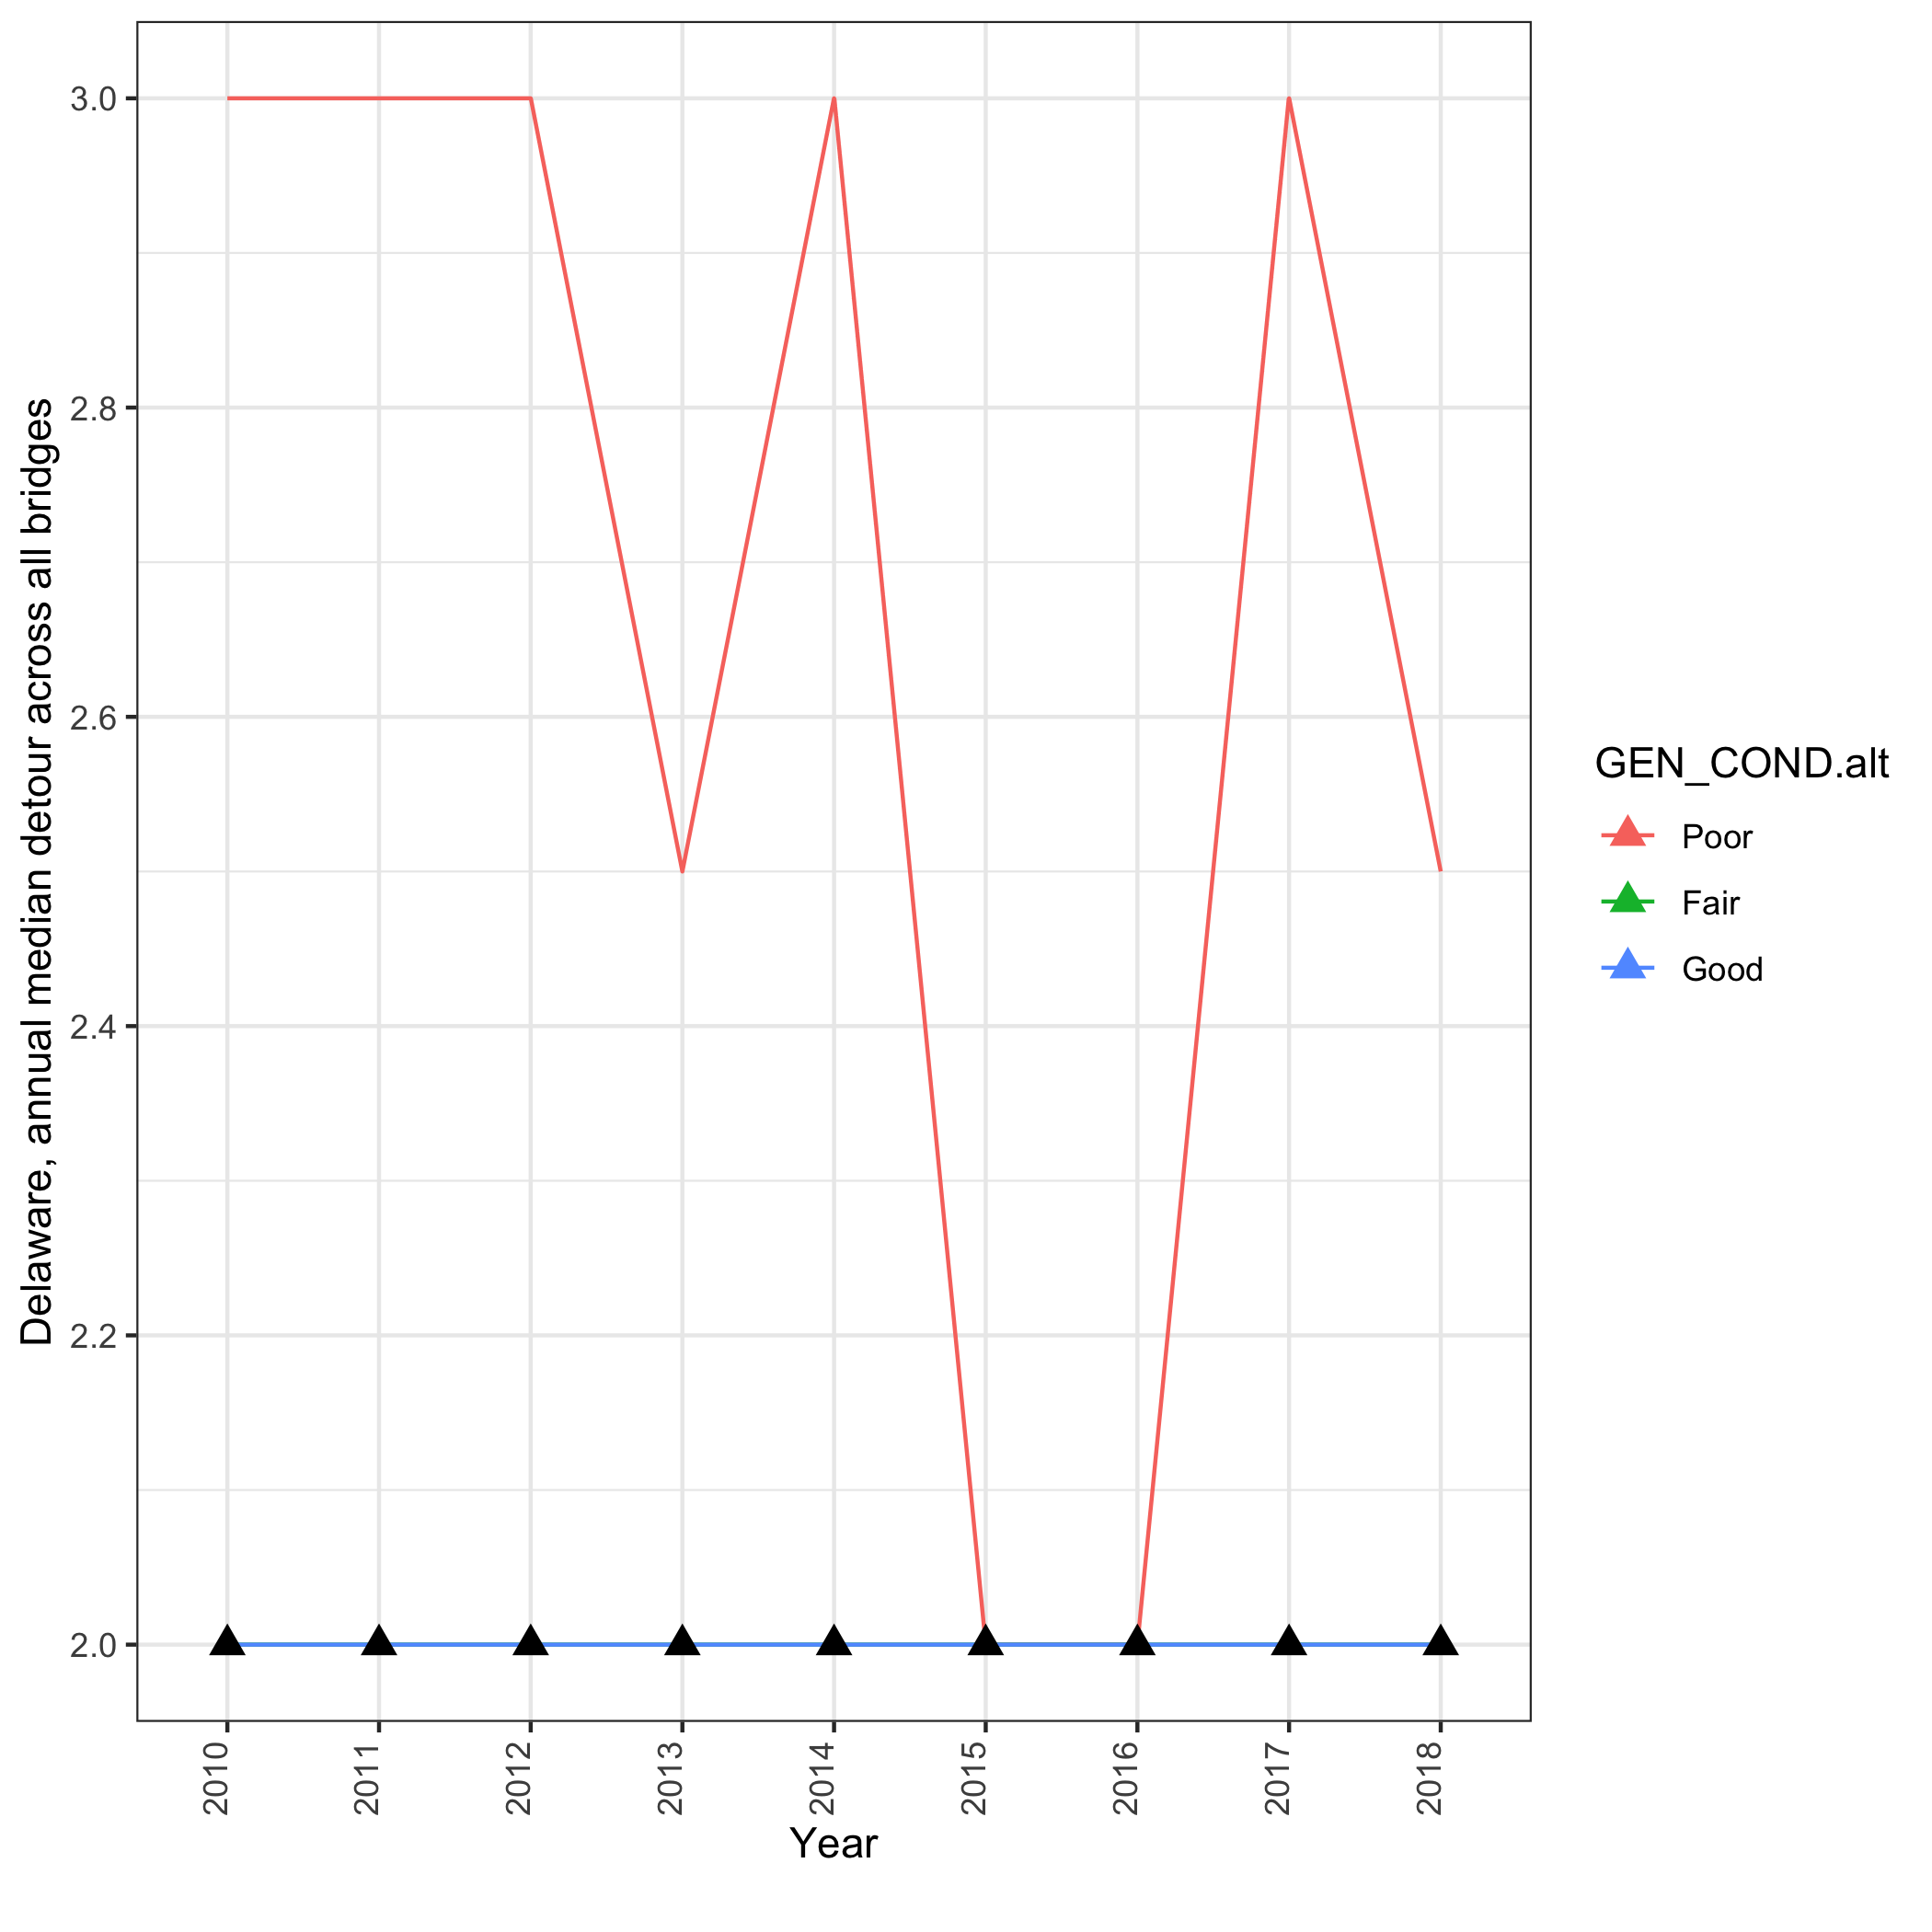 Delaware, annual median detour across all bridges
3.0
2.8
2.6
2.4
2.2
2.0
2010
2011
2012
2013
2014
2015
2016
2017
2018
Year
GEN_COND.alt
Poor
Fair
Good